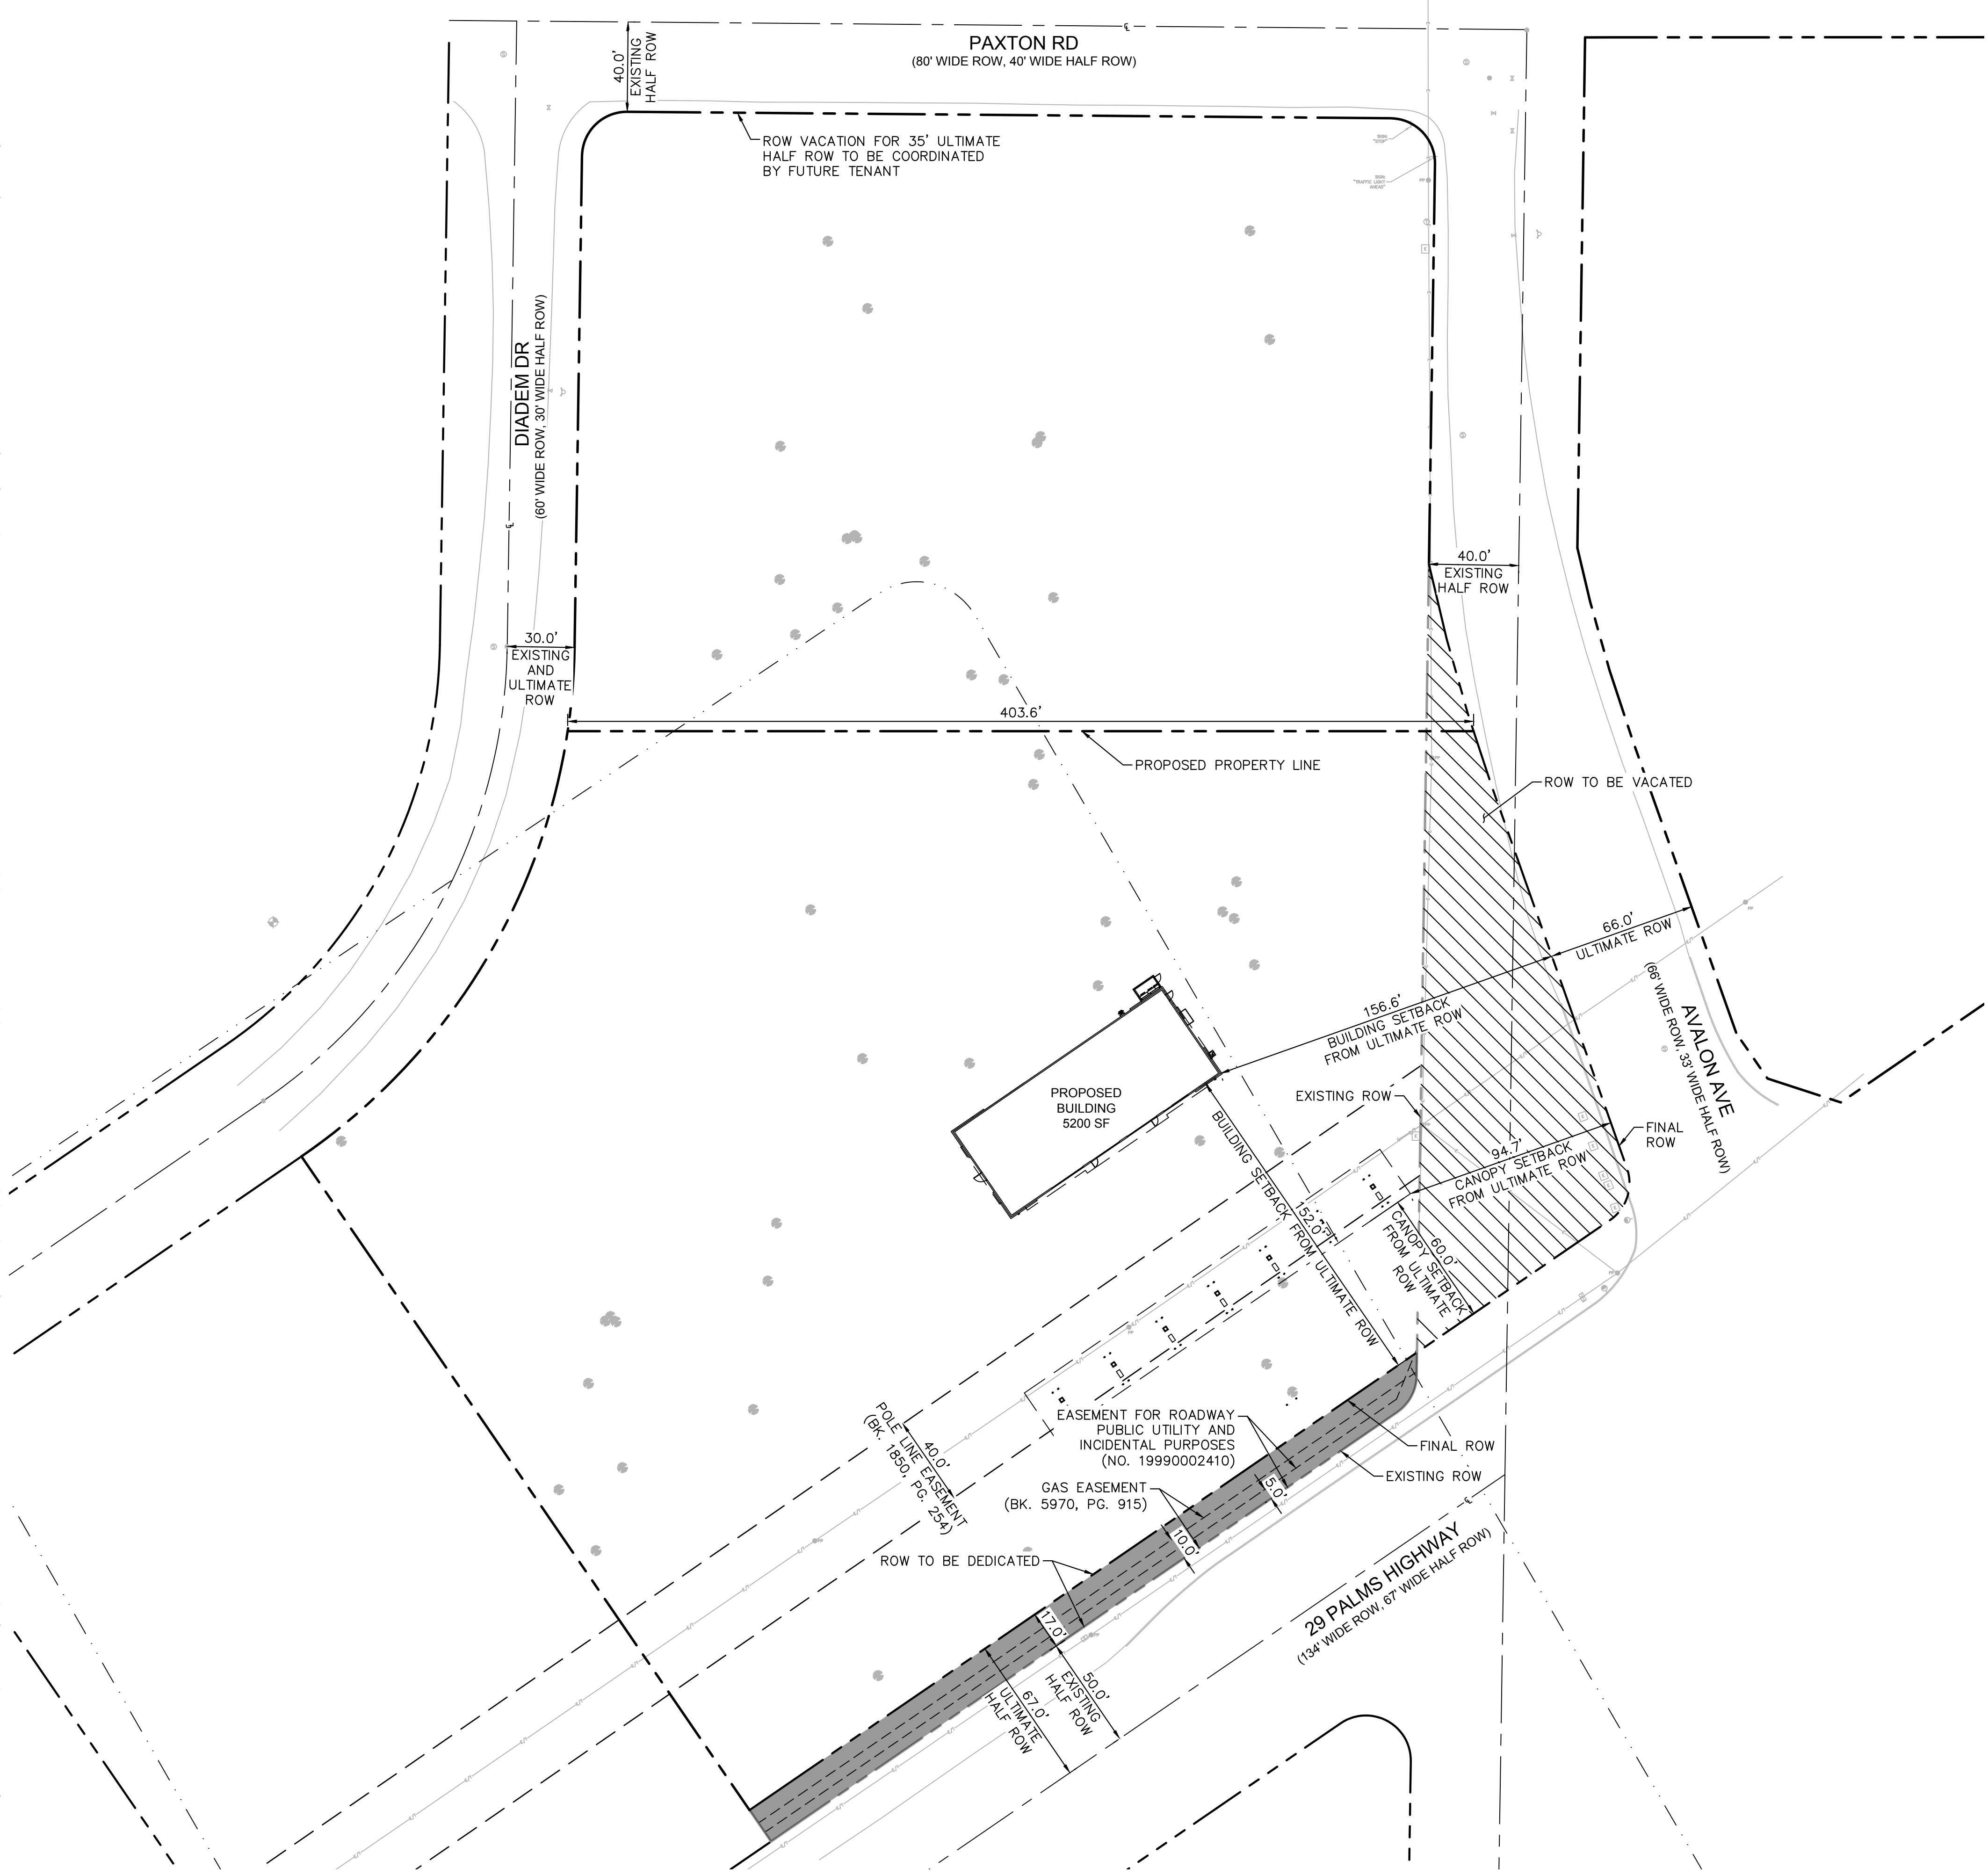 PAXTON RD
(80' WIDE ROW, 40' WIDE HALF ROW)
40.0'
EXISTING
HALF ROW
ROW VACATION FOR 35' ULTIMATE
HALF ROW TO BE COORDINATED
BY FUTURE TENANT
SIGN
"STOP"
SIGN
"TRAFFIC LIGHT
AHEAD"
DIADEM DR
(60' WIDE ROW, 30' WIDE HALF ROW)
40.0'
EXISTING
HALF ROW
30.0'
EXISTING
AND
ULTIMATE
ROW
403.6'
PROPOSED PROPERTY LINE
ROW TO BE VACATED
66.0'
ULTIMATE ROW
156.6'
BUILDING SETBACK
FROM ULTIMATE ROW
AVALON AVE
(66' WIDE ROW, 33' WIDE HALF ROW)
PROPOSED
BUILDING
5200 SF
EXISTING ROW
FINAL
ROW
94.7'
CANOPY SETBACK
FROM ULTIMATE ROW
152.0'
BUILDING SETBACK FROM ULTIMATE ROW
60.0'
CANOPY SETBACK
FROM ULTIMATE
ROW
40.0'
POLE LINE EASEMENT
(BK. 1850, PG. 254)
EASEMENT FOR ROADWAY
PUBLIC UTILITY AND
INCIDENTAL PURPOSES
(NO. 19990002410)
FINAL ROW
EXISTING ROW
5.0'
GAS EASEMENT
(BK. 5970, PG. 915)
10.0'
ROW TO BE DEDICATED
17.0'
50.0'
EXISTING
HALF ROW
67.0'
ULTIMATE
HALF ROW
29 PALMS HIGHWAY
(134' WIDE ROW, 67' WIDE HALF ROW)